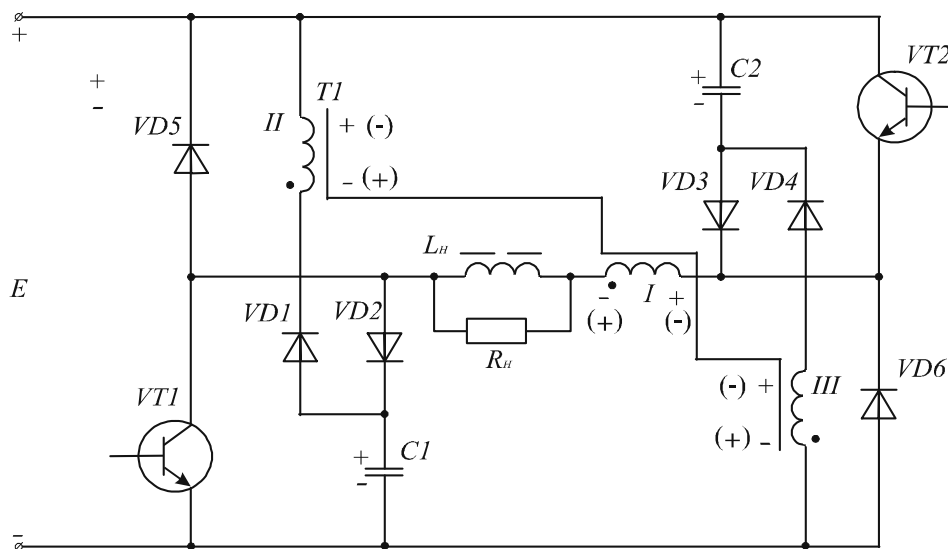 +
+
-
VD5
II
T1
+ (-)
- (+)
+
-
C2
VT2
VD3
VD4
E
Lн
Rн
-
(+)
I
+
(-)
VD1
VD2
VT1
+
-
C1
(-) +
(+) -
III
VD6
-